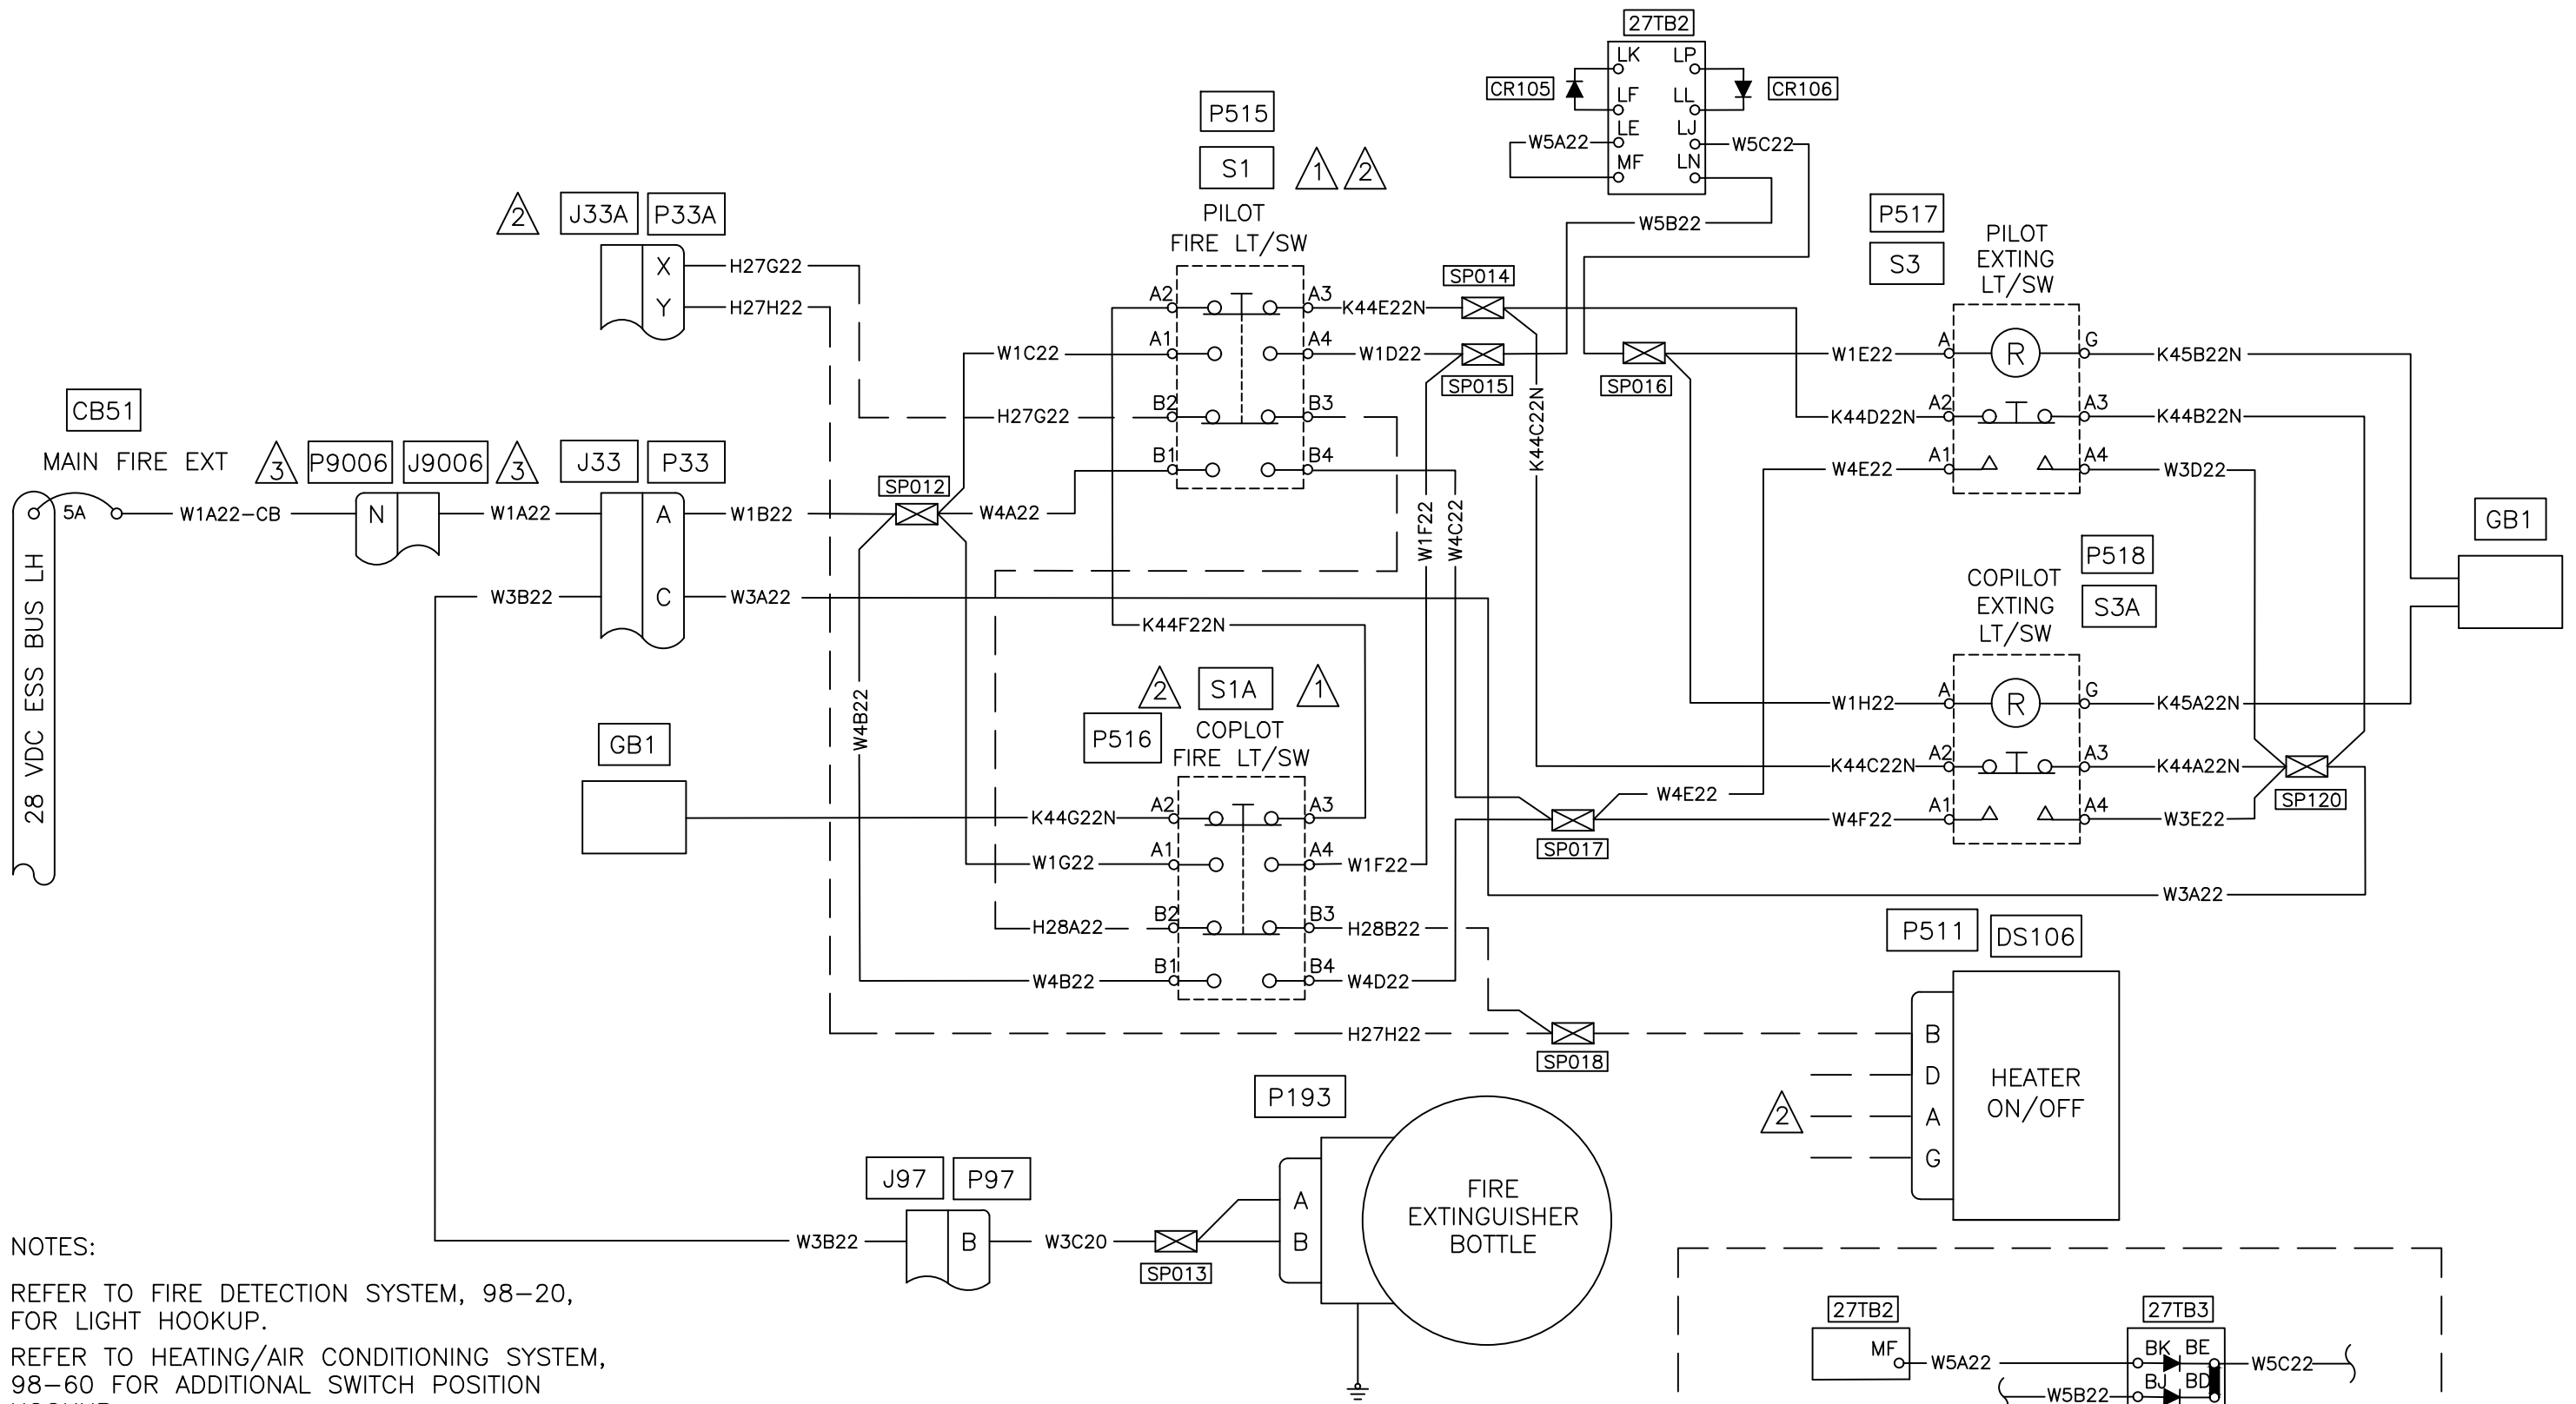 27TB2
LK LP
CR105 CR106
LF LL
LE LJ
W5A22 W5C22
MF LN
W5B22
P515
S1 1 2
PILOT
FIRE LT/SW
2 J33A P33A
X H27G22
Y H27H22
A2 A3 K44E22N SP014
W1C22 A1 A4 W1D22 SP015
H27G22 B2 B3
B1 B4
SP016
P517
S3
PILOT
EXTING
LT/SW
W1E22 A R G K45B22N
K44D22N A2 A3 K44B22N
W4E22 A1 A4 W3D22
CB51
MAIN FIRE EXT 3 P9006 J9006 3 J33 P33
5A W1A22-CB N W1A22 A W1B22 SP012 W4A22
28 VDC ESS BUS LH
W3B22 C W3A22
K44F22N
W4B22
W1F22
W4C22
K44C22N
GB1
P518
COPILOT
EXTING
LT/SW
S3A
W1H22 A R G K45A22N
K44C22N A2 A3 K44A22N
SP120
W4E22
W4F22 A1 A4 W3E22
SP017
W3A22
2 S1A 1
P516
COPLOT
FIRE LT/SW
GB1
K44G22N A2 A3
W1G22 A1 A4 W1F22
H28A22 B2 B3 H28B22
W4B22 B1 B4 W4D22
H27H22
SP018
P511 DS106
B
D
A
G
2
HEATER
ON/OFF
P193
A
B
FIRE
EXTINGUISHER
BOTTLE
J97 P97
W3B22 B W3C20
SP013
NOTES:
REFER TO FIRE DETECTION SYSTEM, 98-20,
FOR LIGHT HOOKUP.
REFER TO HEATING/AIR CONDITIONING SYSTEM,
98-60 FOR ADDITIONAL SWITCH POSITION
27TB2 27TB3
MF W5A22 BK BE W5C22
W5B22 BJ BD